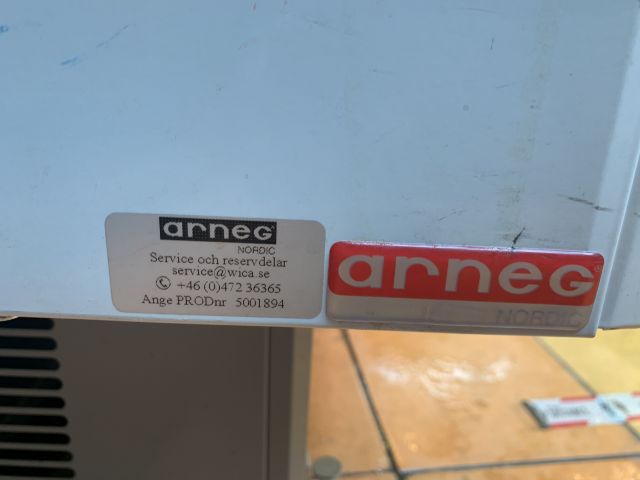 arneg
NORDIC
Service och reservdelar
service@wica.se
+46 (0)472 36365
Ange PRODnr 5001894
arneg
NORDIC